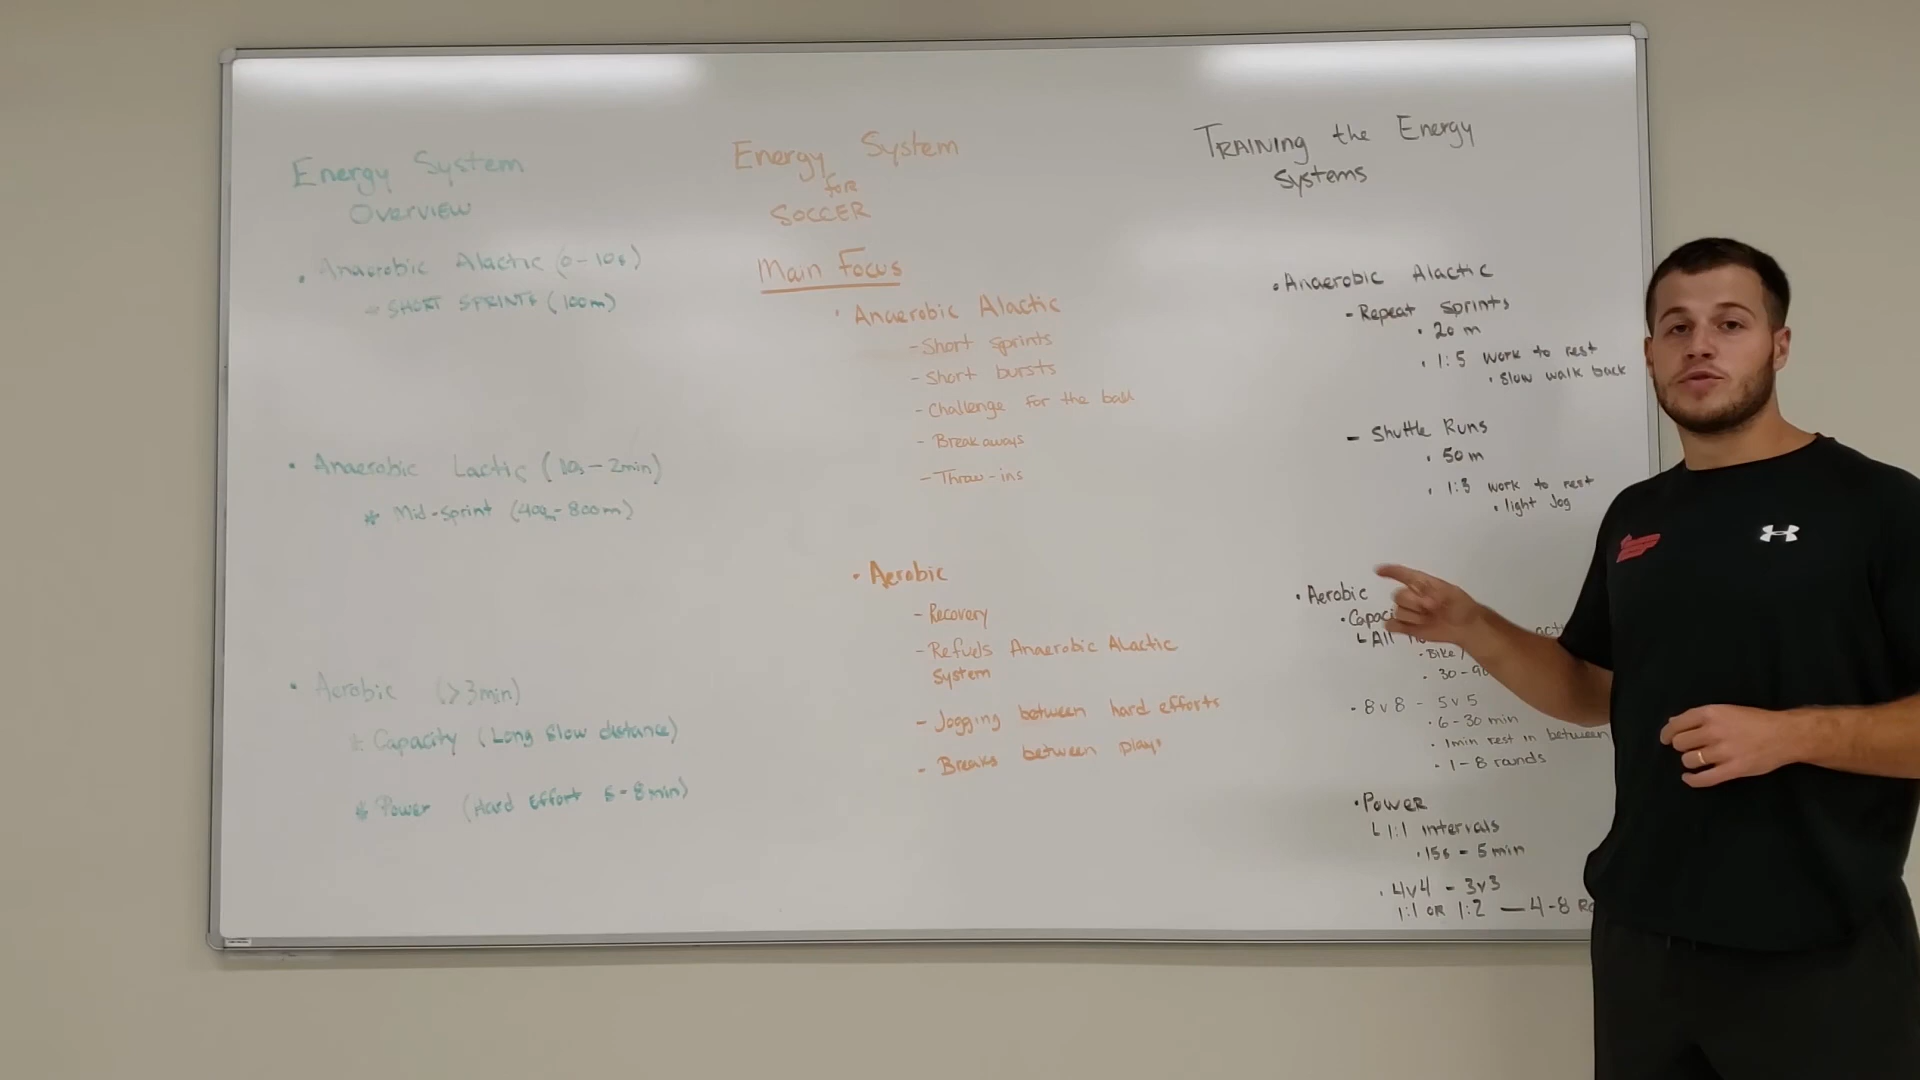 Energy System
Overview
• Anaerobic Alactic (0-10s)
SHORT SPRINTS (100m)
• Anaerobic Lactic (10s-2min)
* Mid-Sprint (400-800m)
• Aerobic (>3min)
* Capacity (Long slow distance)
* Power (Hard Effort 6-8min)
Energy System
for
SOCCER
Main Focus
• Anaerobic Alactic
- Short sprints
- Short bursts
- Challenge for the ball
- Breakaways
- Throw-ins
• Aerobic
- Recovery
- Refuels Anaerobic Alactic
System
- Jogging between hard efforts
- Breaks between plays
TRAINING the Energy
Systems
• Anaerobic Alactic
- Repeat Sprints
• 20 m
• 1:5 work to rest
• slow walk back
- Shuttle Runs
• 50 m
• 1:3 work to rest
• light Jog
• Aerobic
• Capaci
All
• Bike/
• 30-9
• 8v8 - 5v5
• 6-30 min
• 1min rest in between
• 1-8 rounds
• Power
1:1 intervals
• 15s - 5min
• 4v4 - 3v3
1:1 OR 1:2 — 4-8 Ro